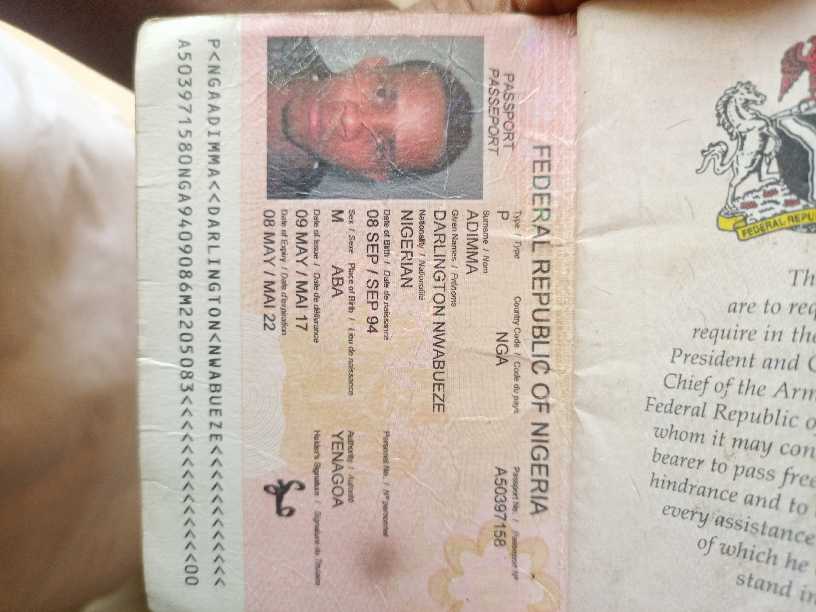 FEDERAL REPUBLIC OF NIGERIA
PASSPORT
PASSEPORT
Type / Type Country Code / Code du pays Passport No. / Passeport N°
P NGA A50397158
Surname / Nom
ADIMMA
Given Names / Prénoms
DARLINGTON NWABUEZE
Nationality / Nationalité
NIGERIAN
Date of Birth / Date de naissance Personal No. / N° personnel
08 SEP / SEP 94
Sex / Sexe Place of Birth / Lieu de naissance Authority / Autorité
M ABA YENAGOA
Date of Issue / Date de délivrance Holder's Signature / Signature du Titulaire
09 MAY / MAI 17
Date of Expiry / Date d'expiration
08 MAY / MAI 22
P<NGAADIMMA<<DARLINGTON<NWABUEZE<<<<<<<<<<<<
A503971580NGA9409086M2205083<<<<<<<<<<<<<<00
FEDERAL REPU
Th
are to req
require in the
President and C
Chief of the Arm
Federal Republic o
whom it may con
bearer to pass free
hindrance and to
every assistance
of which he
stand in